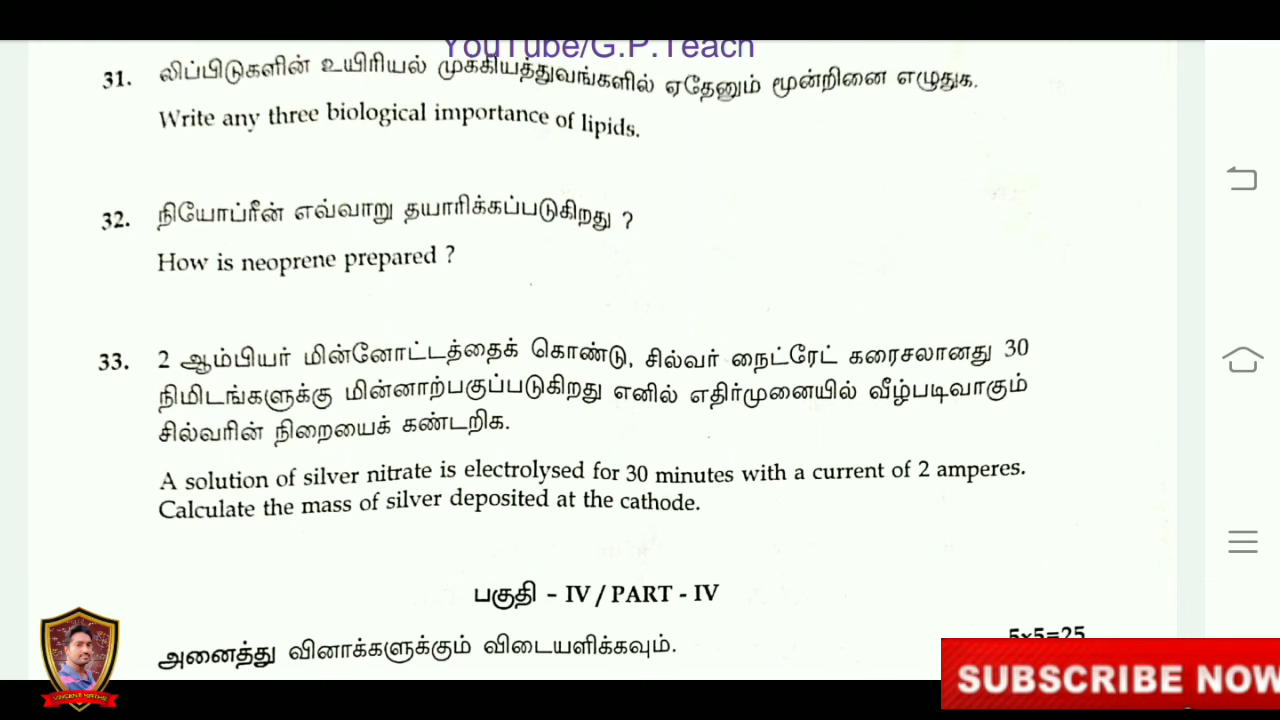 YouTube/G.P.Teach
31. லிப்பிடுகளின் உயிரியல் முக்கியத்துவங்களில் ஏதேனும் மூன்றினை எழுதுக.
Write any three biological importance of lipids.
32. நியோப்ரீன் எவ்வாறு தயாரிக்கப்படுகிறது ?
How is neoprene prepared ?
33. 2 ஆம்பியர் மின்னோட்டத்தைக் கொண்டு, சில்வர் நைட்ரேட் கரைசலானது 30
நிமிடங்களுக்கு மின்னாற்பகுப்படுகிறது எனில் எதிர்முனையில் வீழ்படிவாகும்
சில்வரின் நிறையைக் கண்டறிக.
A solution of silver nitrate is electrolysed for 30 minutes with a current of 2 amperes.
Calculate the mass of silver deposited at the cathode.
பகுதி - IV / PART - IV
5x5=25
அனைத்து வினாக்களுக்கும் விடையளிக்கவும்.
SUBSCRIBE NOW
VINCENT MATHS